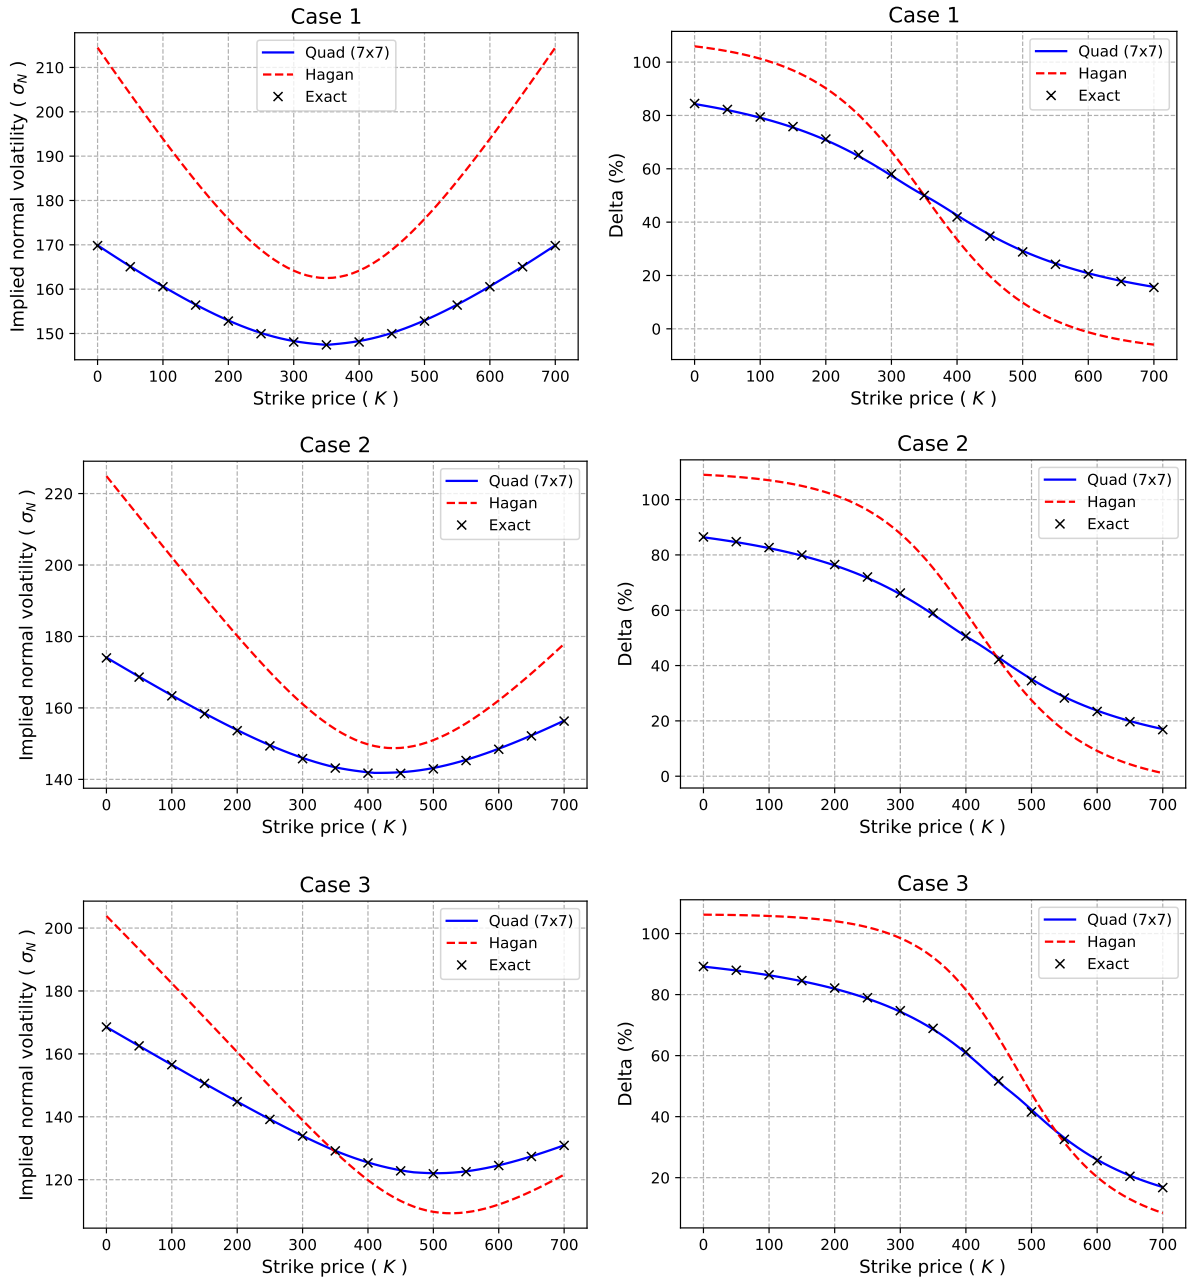 Case 1
Implied normal volatility ( σN )
210
200
190
180
170
160
150
Quad (7x7)
Hagan
Exact
0 100 200 300 400 500 600 700
Strike price ( K )
Case 1
Delta (%)
100
80
60
40
20
0
Quad (7x7)
Hagan
Exact
0 100 200 300 400 500 600 700
Strike price ( K )
Case 2
Implied normal volatility ( σN )
220
200
180
160
140
Quad (7x7)
Hagan
Exact
0 100 200 300 400 500 600 700
Strike price ( K )
Case 2
Delta (%)
100
80
60
40
20
0
Quad (7x7)
Hagan
Exact
0 100 200 300 400 500 600 700
Strike price ( K )
Case 3
Implied normal volatility ( σN )
200
180
160
140
120
Quad (7x7)
Hagan
Exact
0 100 200 300 400 500 600 700
Strike price ( K )
Case 3
Delta (%)
100
80
60
40
20
Quad (7x7)
Hagan
Exact
0 100 200 300 400 500 600 700
Strike price ( K )